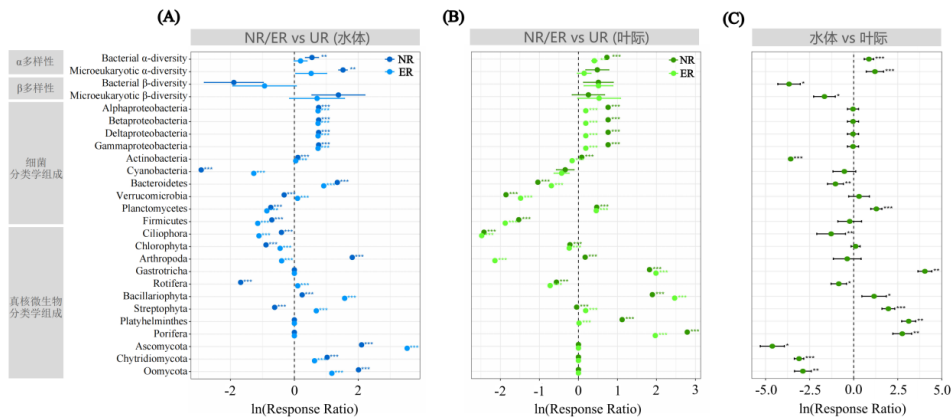 (A)
(B)
(C)
NR/ER vs UR (水体)
NR/ER vs UR (叶际)
水体 vs 叶际
α多样性
β多样性
细菌
分类学组成
真核微生物
分类学组成
Bacterial α-diversity
Microeukaryotic α-diversity
Bacterial β-diversity
Microeukaryotic β-diversity
Alphaproteobacteria
Betaproteobacteria
Deltaproteobacteria
Gammaproteobacteria
Actinobacteria
Cyanobacteria
Bacteroidetes
Verrucomicrobia
Planctomycetes
Firmicutes
Ciliophora
Chlorophyta
Arthropoda
Gastrotricha
Rotifera
Bacillariophyta
Streptophyta
Platyhelminthes
Porifera
Ascomycota
Chytridiomycota
Oomycota
NR
ER
NR
ER
-2 0 2
-2 -1 0 1 2 3
-5.0 -2.5 0.0 2.5 5.0
ln(Response Ratio)
ln(Response Ratio)
ln(Response Ratio)